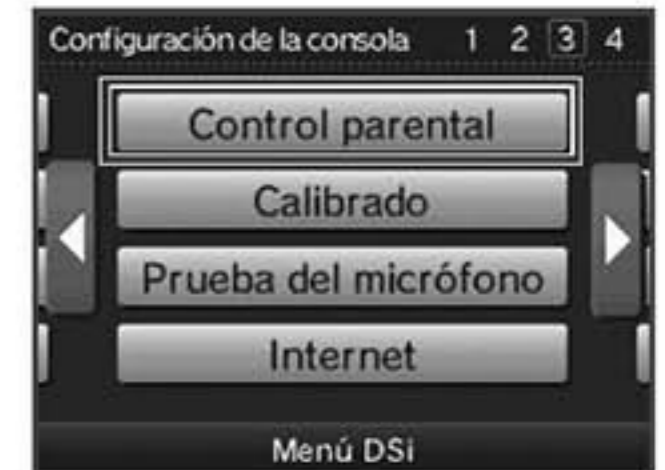 Configuración de la consola 1 2 3 4
Control parental
Calibrado
Prueba del micrófono
Internet
Menú DSi